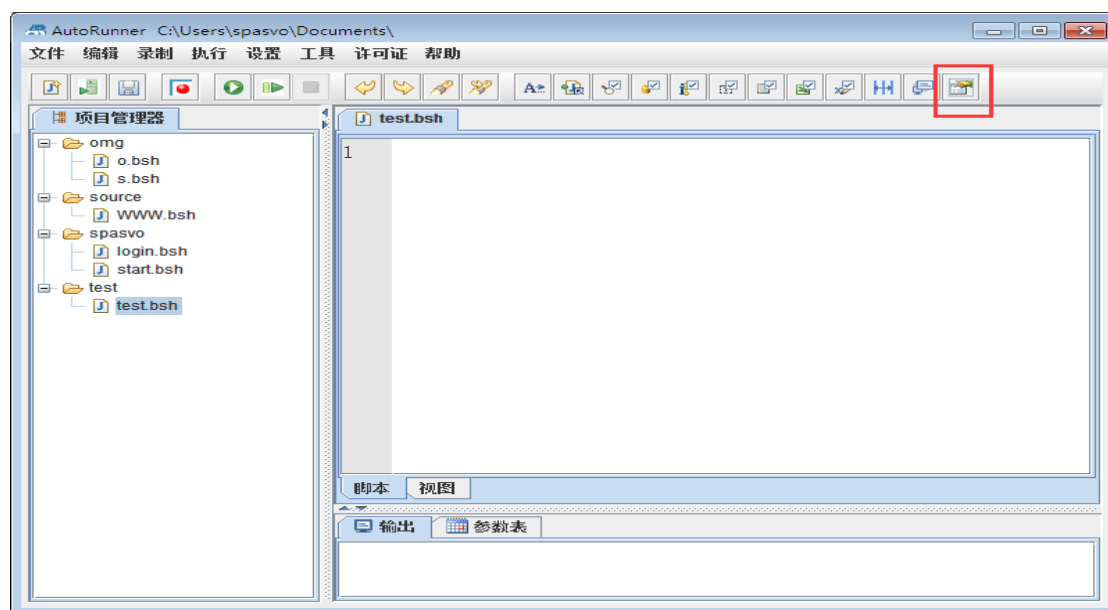 AutoRunner C:\Users\spasvo\Documents\
文件 编辑 录制 执行 设置 工具 许可证 帮助
项目管理器
omg
o.bsh
s.bsh
source
WWW.bsh
spasvo
login.bsh
start.bsh
test
test.bsh
test.bsh
1
脚本 视图
输出 参数表